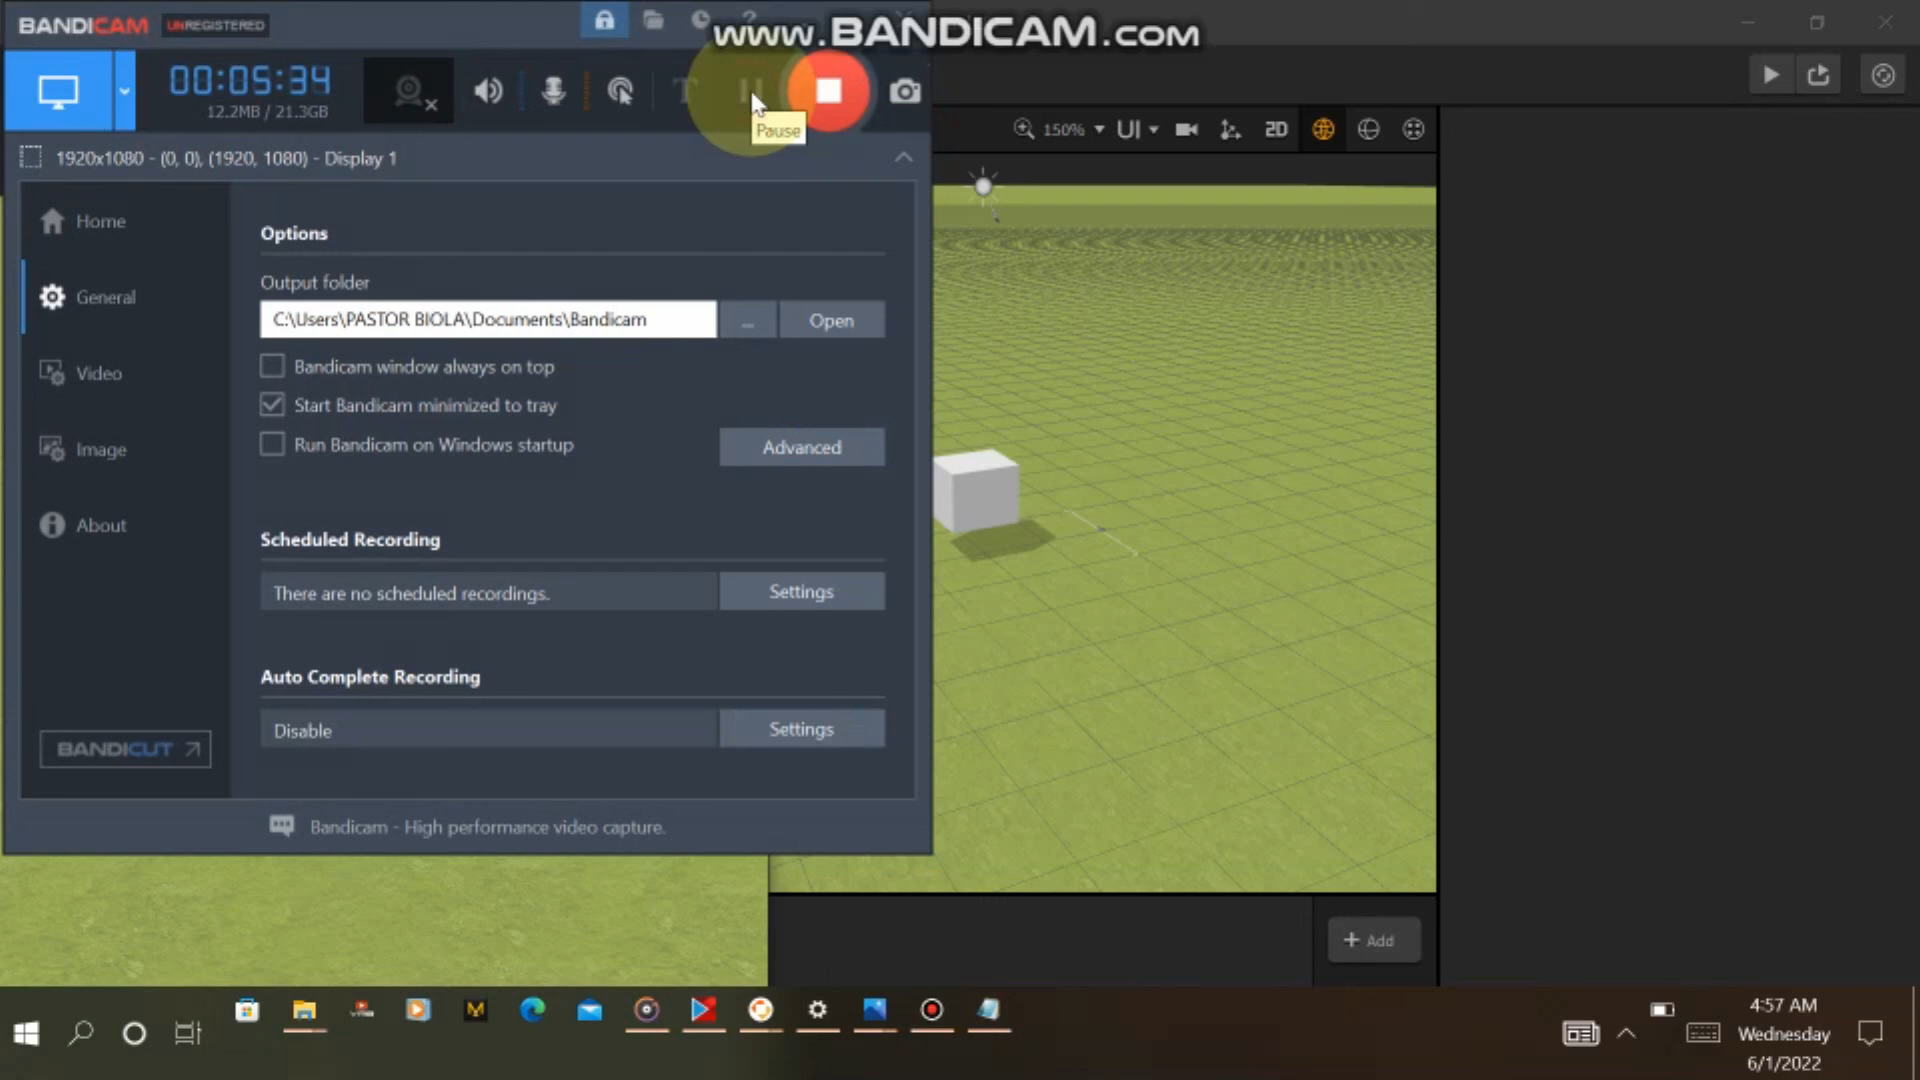 BANDICAM UNREGISTERED
www.BANDICAM.com
00:05:34
12.2MB / 21.3GB
T
Pause
1920x1080 - (0, 0), (1920, 1080) - Display 1
150% UI 2D
Home
General
Video
Image
About
BANDICUT
Options
Output folder
C:\Users\PASTOR BIOLA\Documents\Bandicam
...
Open
Bandicam window always on top
Start Bandicam minimized to tray
Run Bandicam on Windows startup
Advanced
Scheduled Recording
There are no scheduled recordings.
Settings
Auto Complete Recording
Disable
Settings
Bandicam - High performance video capture.
+ Add
4:57 AM
Wednesday
6/1/2022